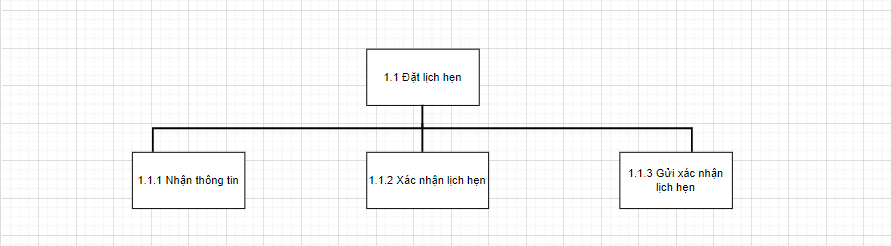 1.1 Đặt lịch hẹn
1.1.1 Nhận thông tin
1.1.2 Xác nhận lịch hẹn
1.1.3 Gửi xác nhận
lịch hẹn